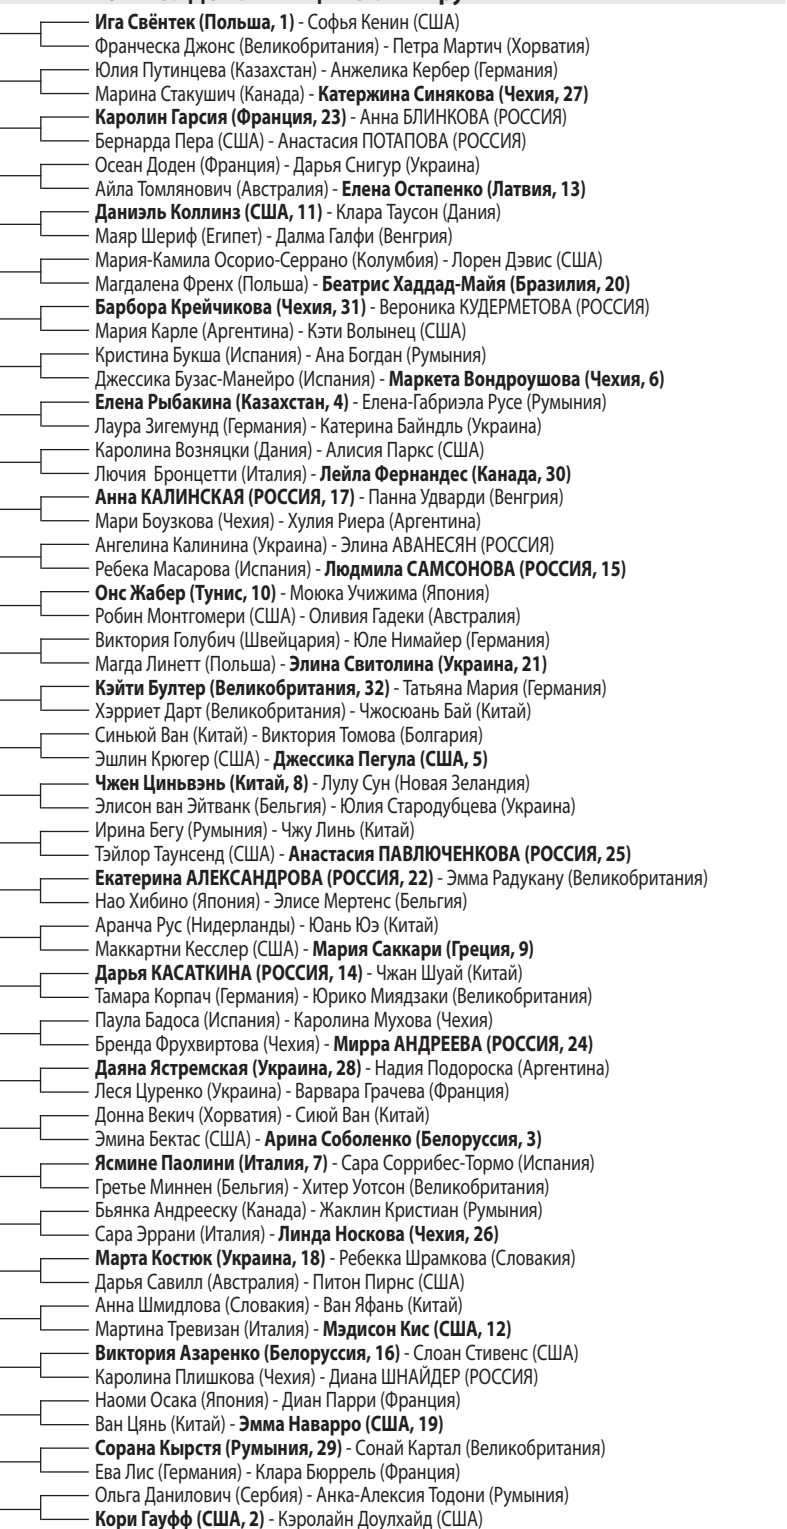 Ига Свёнтек (Польша, 1) - Софья Кенин (США)
Франческа Джонс (Великобритания) - Петра Мартич (Хорватия)
Юлия Путинцева (Казахстан) - Анжелика Кербер (Германия)
Марина Стакушич (Канада) - Катержина Синякова (Чехия, 27)
Каролин Гарсия (Франция, 23) - Анна БЛИНКОВА (РОССИЯ)
Бернарда Пера (США) - Анастасия ПОТАПОВА (РОССИЯ)
Осеан Доден (Франция) - Дарья Снигур (Украина)
Айла Томлянович (Австралия) - Елена Остапенко (Латвия, 13)
Даниэль Коллинз (США, 11) - Клара Таусон (Дания)
Маяр Шериф (Египет) - Далма Галфи (Венгрия)
Мария-Камила Осорио-Серрано (Колумбия) - Лорен Дэвис (США)
Магдалена Френх (Польша) - Беатрис Хаддад-Майя (Бразилия, 20)
Барбора Крейчикова (Чехия, 31) - Вероника КУДЕРМЕТОВА (РОССИЯ)
Мария Карле (Аргентина) - Кэти Волынец (США)
Кристина Букша (Испания) - Ана Богдан (Румыния)
Джессика Бузас-Манейро (Испания) - Маркета Вондроушова (Чехия, 6)
Елена Рыбакина (Казахстан, 4) - Елена-Габриэла Русе (Румыния)
Лаура Зигемунд (Германия) - Катерина Байндль (Украина)
Каролина Возняцки (Дания) - Алисия Паркс (США)
Лючия Бронцетти (Италия) - Лейла Фернандес (Канада, 30)
Анна КАЛИНСКАЯ (РОССИЯ, 17) - Панна Удварди (Венгрия)
Мари Боузкова (Чехия) - Хулия Риера (Аргентина)
Ангелина Калинина (Украина) - Элина АВАНЕСЯН (РОССИЯ)
Ребека Масарова (Испания) - Людмила САМСОНОВА (РОССИЯ, 15)
Онс Жабер (Тунис, 10) - Моюка Учижима (Япония)
Робин Монтгомери (США) - Оливия Гадеки (Австралия)
Виктория Голубич (Швейцария) - Юле Нимайер (Германия)
Магда Линетт (Польша) - Элина Свитолина (Украина, 21)
Кэйти Бултер (Великобритания, 32) - Татьяна Мария (Германия)
Хэрриет Дарт (Великобритания) - Чжосюань Бай (Китай)
Синьюй Ван (Китай) - Виктория Томова (Болгария)
Эшлин Крюгер (США) - Джессика Пегула (США, 5)
Чжен Циньвэнь (Китай, 8) - Лулу Сун (Новая Зеландия)
Элисон ван Эйтванк (Бельгия) - Юлия Стародубцева (Украина)
Ирина Бегу (Румыния) - Чжу Линь (Китай)
Тэйлор Таунсенд (США) - Анастасия ПАВЛЮЧЕНКОВА (РОССИЯ, 25)
Екатерина АЛЕКСАНДРОВА (РОССИЯ, 22) - Эмма Радукану (Великобритания)
Нао Хибино (Япония) - Элисе Мертенс (Бельгия)
Аранча Рус (Нидерланды) - Юань Юэ (Китай)
Маккартни Кесслер (США) - Мария Саккари (Греция, 9)
Дарья КАСАТКИНА (РОССИЯ, 14) - Чжан Шуай (Китай)
Тамара Корпач (Германия) - Юрико Миядзаки (Великобритания)
Паула Бадоса (Испания) - Каролина Мухова (Чехия)
Бренда Фрухвиртова (Чехия) - Мирра АНДРЕЕВА (РОССИЯ, 24)
Даяна Ястремская (Украина, 28) - Надия Подороска (Аргентина)
Леся Цуренко (Украина) - Варвара Грачева (Франция)
Донна Векич (Хорватия) - Сиюй Ван (Китай)
Эмина Бектас (США) - Арина Соболенко (Белоруссия, 3)
Ясмине Паолини (Италия, 7) - Сара Соррибес-Тормо (Испания)
Гретье Миннен (Бельгия) - Хитер Уотсон (Великобритания)
Бьянка Андрееску (Канада) - Жаклин Кристиан (Румыния)
Сара Эррани (Италия) - Линда Носкова (Чехия, 26)
Марта Костюк (Украина, 18) - Ребекка Шрамкова (Словакия)
Дарья Савилл (Австралия) - Питон Пирнс (США)
Анна Шмидлова (Словакия) - Ван Яфань (Китай)
Мартина Тревизан (Италия) - Мэдисон Кис (США, 12)
Виктория Азаренко (Белоруссия, 16) - Слоан Стивенс (США)
Каролина Плишкова (Чехия) - Диана ШНАЙДЕР (РОССИЯ)
Наоми Осака (Япония) - Диан Парри (Франция)
Ван Цянь (Китай) - Эмма Наварро (США, 19)
Сорана Кырстя (Румыния, 29) - Сонай Картал (Великобритания)
Ева Лис (Германия) - Клара Бюррель (Франция)
Ольга Данилович (Сербия) - Анка-Алексия Тодони (Румыния)
Кори Гауфф (США, 2) - Кэролайн Доулхайд (США)